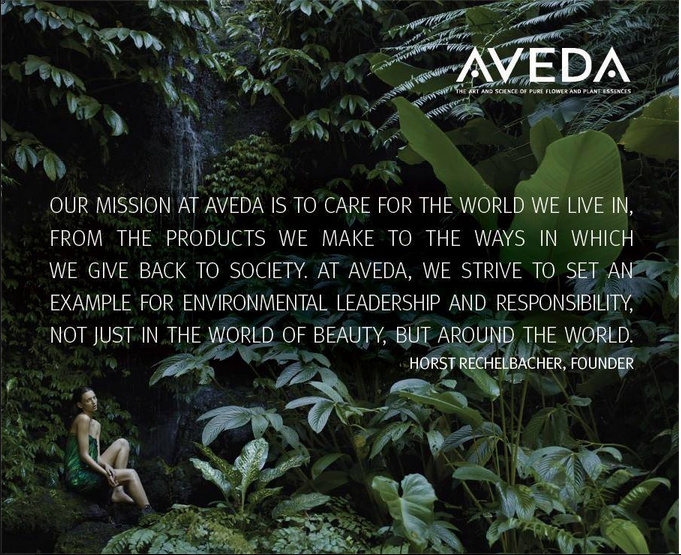 AVEDA
THE ART AND SCIENCE OF PURE FLOWER AND PLANT ESSENCES
OUR MISSION AT AVEDA IS TO CARE FOR THE WORLD WE LIVE IN,
FROM THE PRODUCTS WE MAKE TO THE WAYS IN WHICH
WE GIVE BACK TO SOCIETY. AT AVEDA, WE STRIVE TO SET AN
EXAMPLE FOR ENVIRONMENTAL LEADERSHIP AND RESPONSIBILITY,
NOT JUST IN THE WORLD OF BEAUTY, BUT AROUND THE WORLD.
HORST RECHELBACHER, FOUNDER